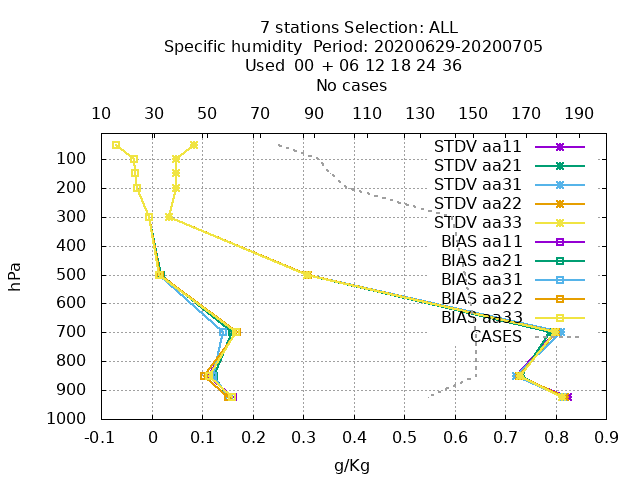 7 stations Selection: ALL
Specific humidity  Period: 20200629-20200705
Used  00 + 06 12 18 24 36
No cases
10 30 50 70 90 110 130 150 170 190
STDV aa11
STDV aa21
STDV aa31
STDV aa22
STDV aa33
BIAS aa11
BIAS aa21
BIAS aa31
BIAS aa22
BIAS aa33
CASES
100
200
300
400
500
600
700
800
900
1000
hPa
-0.1 0 0.1 0.2 0.3 0.4 0.5 0.6 0.7 0.8 0.9
g/Kg